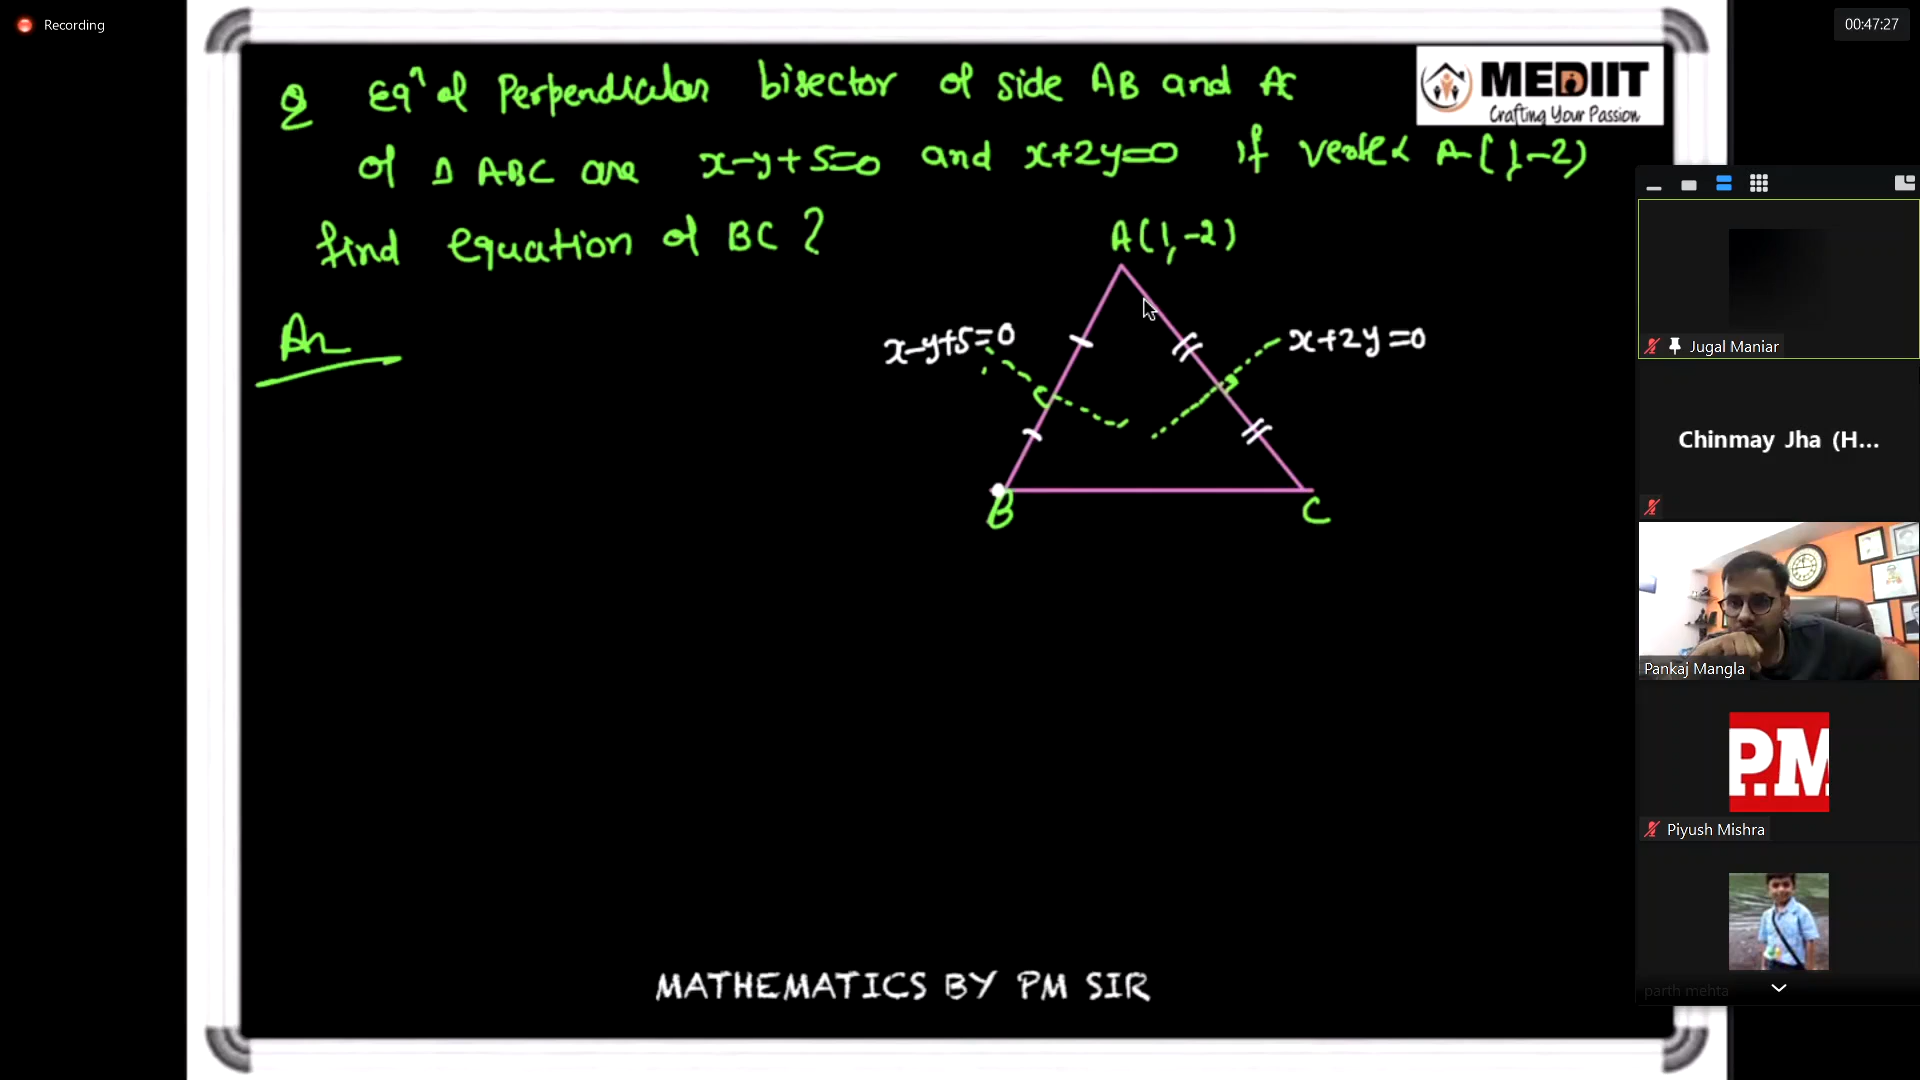 Recording
00:47:27
Q Eqⁿ of Perpendicular bisector of side AB and AC
MEDIIT
Crafting Your Passion
of Δ ABC are x-y+5=0 and x+2y=0 if vertex A(1,-2)
find equation of BC ?
A(1,-2)
An
x-y+5=0
x+2y=0
B
C
MATHEMATICS BY PM SIR
Jugal Maniar
Chinmay Jha (H...
Pankaj Mangla
P.M
Piyush Mishra
parth mehta